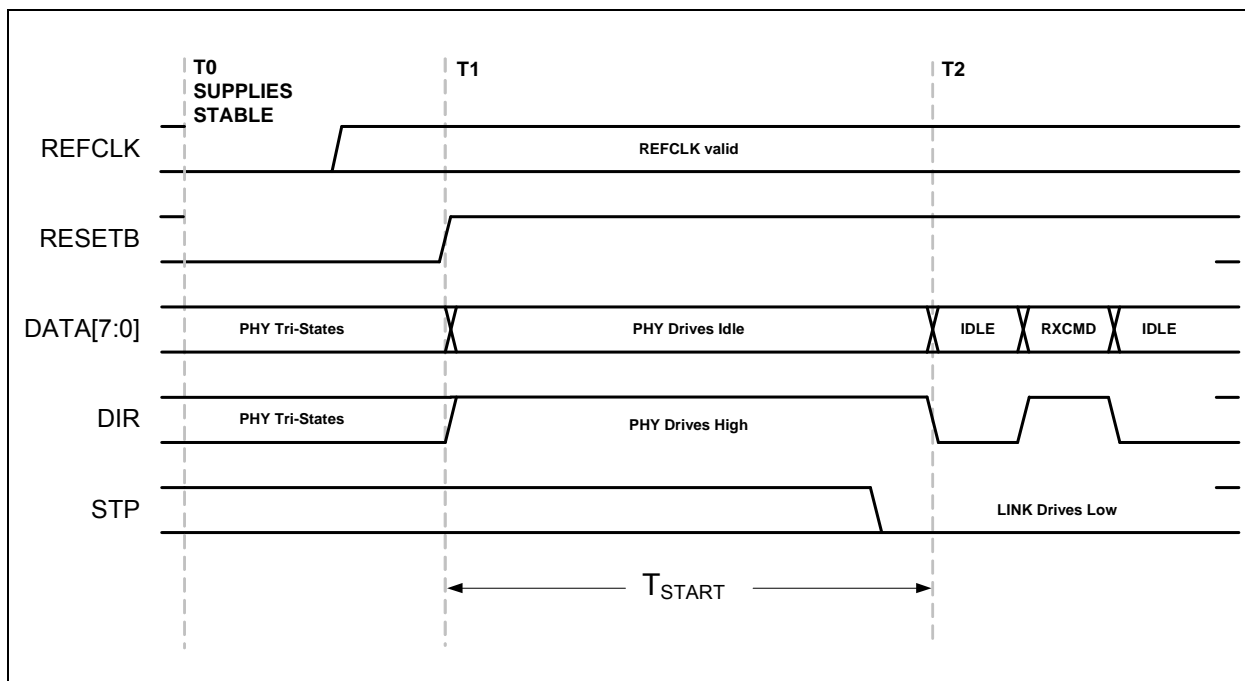 T0
SUPPLIES
STABLE
T1
T2
REFCLK
REFCLK valid
RESETB
DATA[7:0]
PHY Tri-States
PHY Drives Idle
IDLE
RXCMD
IDLE
DIR
PHY Tri-States
PHY Drives High
STP
LINK Drives Low
TSTART